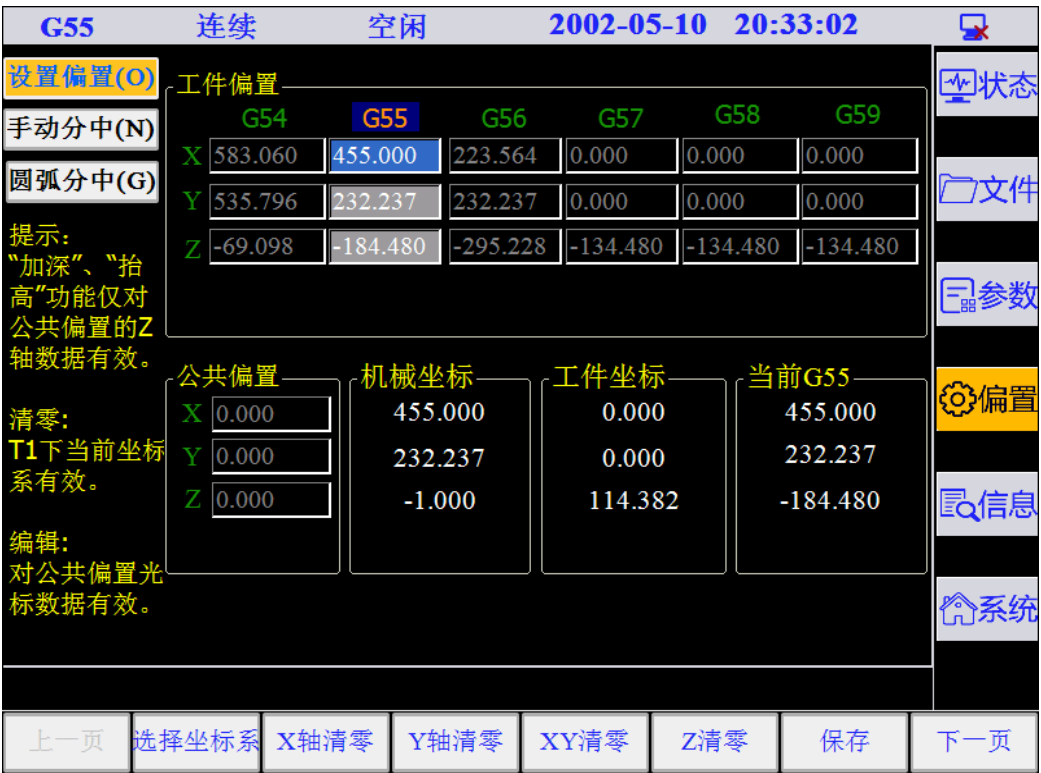 G55 连续 空闲 2002-05-10 20:33:02
设置偏置(O)
手动分中(N)
圆弧分中(G)
提示:
“加深”、“抬
高”功能仅对
公共偏置的Z
轴数据有效。
清零:
T1下当前坐标
系有效。
编辑:
对公共偏置光
标数据有效。
工件偏置
G54 G55 G56 G57 G58 G59
X 583.060 455.000 223.564 0.000 0.000 0.000
Y 535.796 232.237 232.237 0.000 0.000 0.000
Z -69.098 -184.480 -295.228 -134.480 -134.480 -134.480
公共偏置 机械坐标 工件坐标 当前G55
X 0.000 455.000 0.000 455.000
Y 0.000 232.237 0.000 232.237
Z 0.000 -1.000 114.382 -184.480
状态
文件
参数
偏置
信息
系统
上一页 选择坐标系 X轴清零 Y轴清零 XY清零 Z清零 保存 下一页